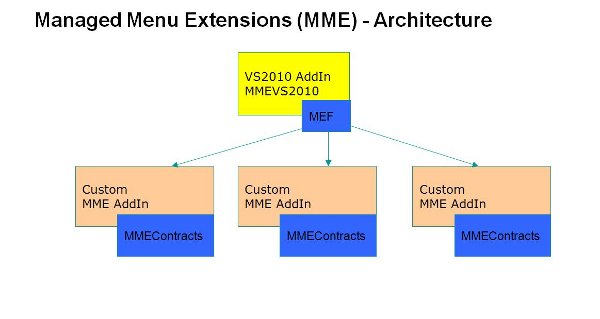 Managed Menu Extensions (MME) - Architecture
VS2010 AddIn
MMEVS2010
MEF
Custom
MME AddIn
MMEContracts
Custom
MME AddIn
MMEContracts
Custom
MME AddIn
MMEContracts